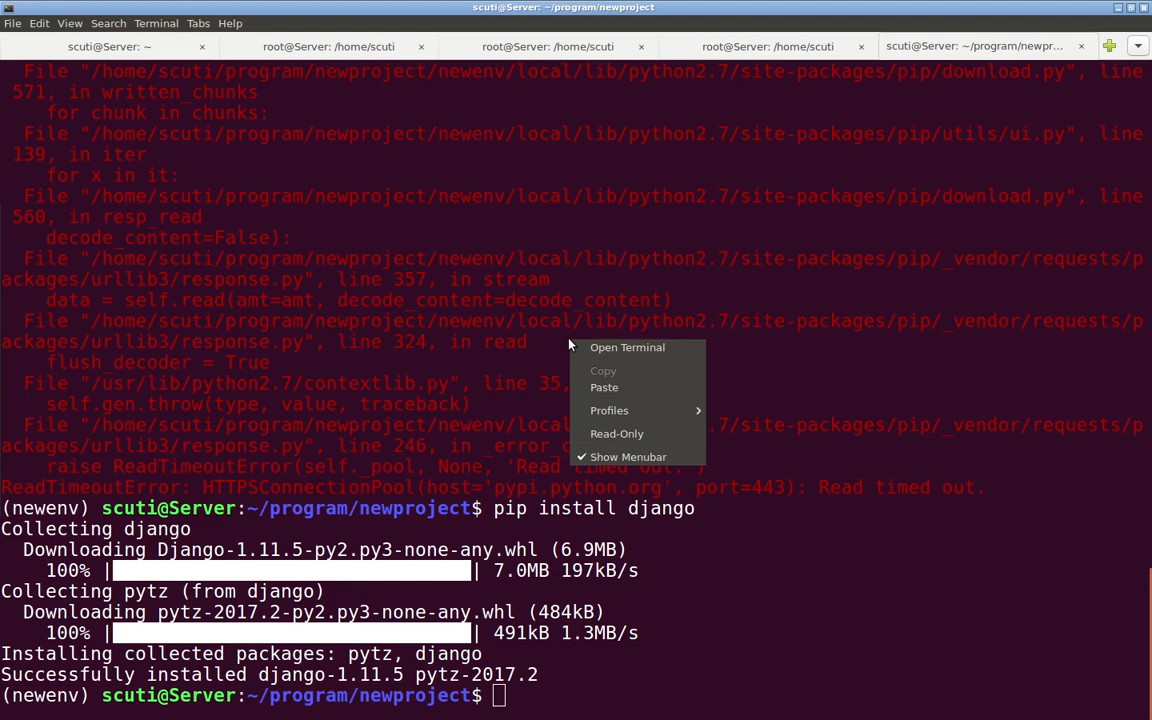 scuti@Server: ~/program/newproject
File Edit View Search Terminal Tabs Help
scuti@Server: ~ × root@Server: /home/scuti × root@Server: /home/scuti × root@Server: /home/scuti × scuti@Server: ~/program/newpr... ×
File "/home/scuti/program/newproject/newenv/local/lib/python2.7/site-packages/pip/download.py", line
571, in written_chunks
for chunk in chunks:
File "/home/scuti/program/newproject/newenv/local/lib/python2.7/site-packages/pip/utils/ui.py", line
139, in iter
for x in it:
File "/home/scuti/program/newproject/newenv/local/lib/python2.7/site-packages/pip/download.py", line
560, in resp_read
decode_content=False):
File "/home/scuti/program/newproject/newenv/local/lib/python2.7/site-packages/pip/_vendor/requests/p
ackages/urllib3/response.py", line 357, in stream
data = self.read(amt=amt, decode_content=decode_content)
File "/home/scuti/program/newproject/newenv/local/lib/python2.7/site-packages/pip/_vendor/requests/p
ackages/urllib3/response.py", line 324, in read
flush_decoder = True
File "/usr/lib/python2.7/contextlib.py", line 35,
self.gen.throw(type, value, traceback)
File "/home/scuti/program/newproject/newenv/loca
7/site-packages/pip/_vendor/requests/p
ackages/urllib3/response.py", line 246, in _error_c
raise ReadTimeoutError(self._pool, None, 'Read timed out.')
ReadTimeoutError: HTTPSConnectionPool(host='pypi.python.org', port=443): Read timed out.
Open Terminal
Copy
Paste
Profiles
Read-Only
Show Menubar
(newenv) scuti@Server:~/program/newproject$ pip install django
Collecting django
Downloading Django-1.11.5-py2.py3-none-any.whl (6.9MB)
100% | | 7.0MB 197kB/s
Collecting pytz (from django)
Downloading pytz-2017.2-py2.py3-none-any.whl (484kB)
100% | | 491kB 1.3MB/s
Installing collected packages: pytz, django
Successfully installed django-1.11.5 pytz-2017.2
(newenv) scuti@Server:~/program/newproject$